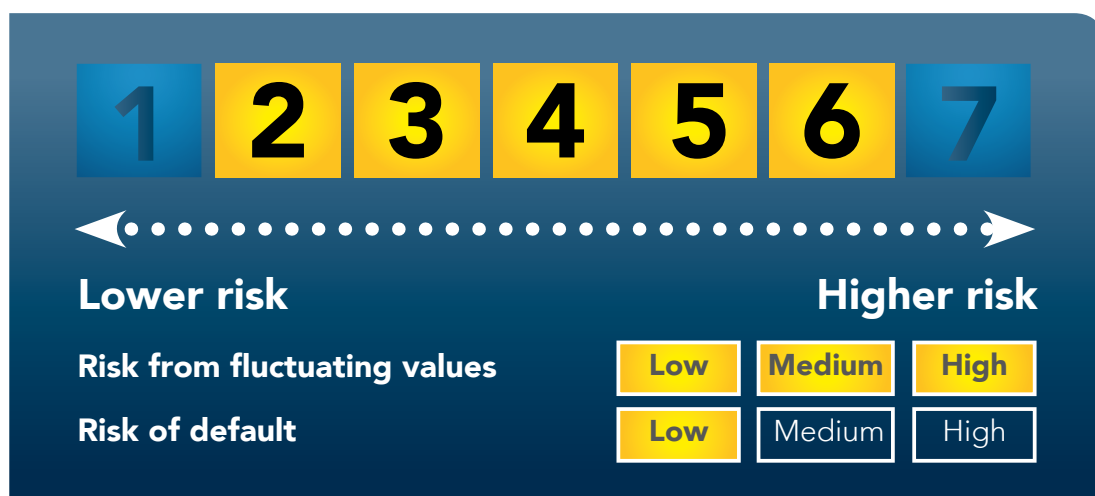 1 2 3 4 5 6 7
Lower risk Higher risk
Risk from fluctuating values Low Medium High
Risk of default Low Medium High